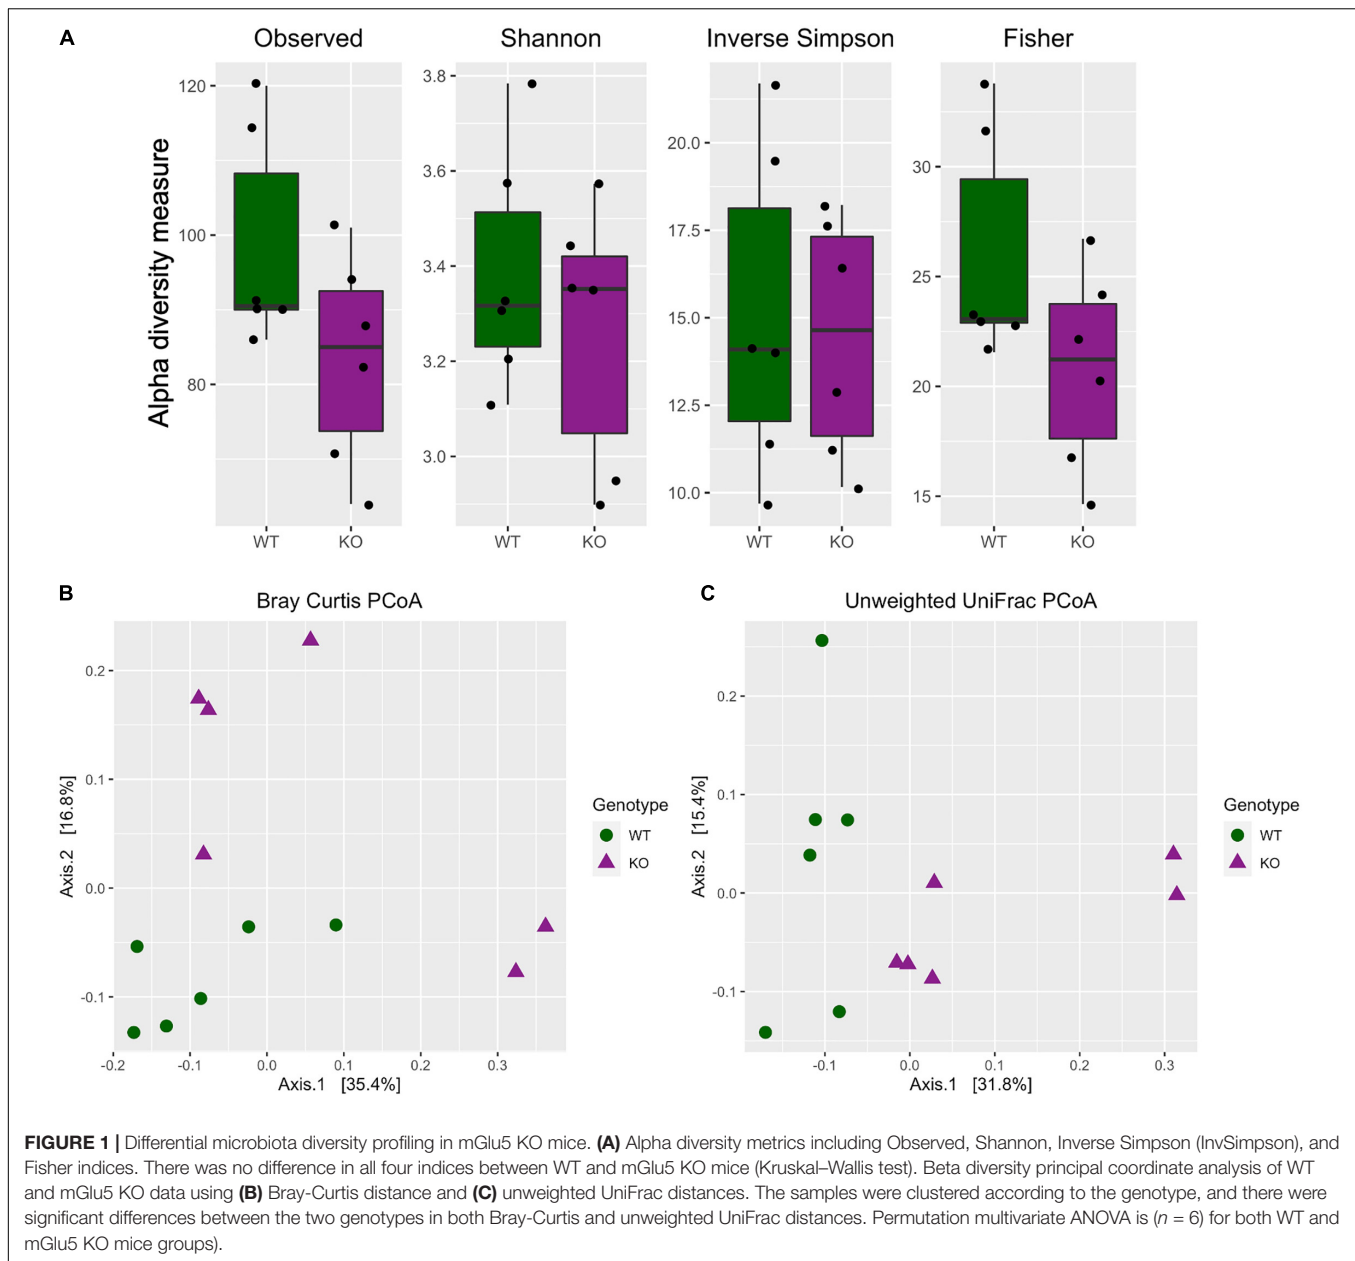 A
Observed
Shannon
Inverse Simpson
Fisher
Alpha diversity measure
120
100
80
WT
KO
3.8
3.6
3.4
3.2
3.0
WT
KO
20.0
17.5
15.0
12.5
10.0
WT
KO
30
25
20
15
WT
KO
B
Bray Curtis PCoA
Axis.2 [16.8%]
0.2
0.1
0.0
-0.1
-0.2
-0.1
0.0
0.1
0.2
0.3
Axis.1 [35.4%]
Genotype
WT
KO
C
Unweighted UniFrac PCoA
Axis.2 [15.4%]
0.2
0.1
0.0
-0.1
-0.1
0.0
0.1
0.2
0.3
Axis.1 [31.8%]
Genotype
WT
KO
FIGURE 1 | Differential microbiota diversity profiling in mGlu5 KO mice. (A) Alpha diversity metrics including Observed, Shannon, Inverse Simpson (InvSimpson), and
Fisher indices. There was no difference in all four indices between WT and mGlu5 KO mice (Kruskal–Wallis test). Beta diversity principal coordinate analysis of WT
and mGlu5 KO data using (B) Bray-Curtis distance and (C) unweighted UniFrac distances. The samples were clustered according to the genotype, and there were
significant differences between the two genotypes in both Bray-Curtis and unweighted UniFrac distances. Permutation multivariate ANOVA is (n = 6) for both WT and
mGlu5 KO mice groups).